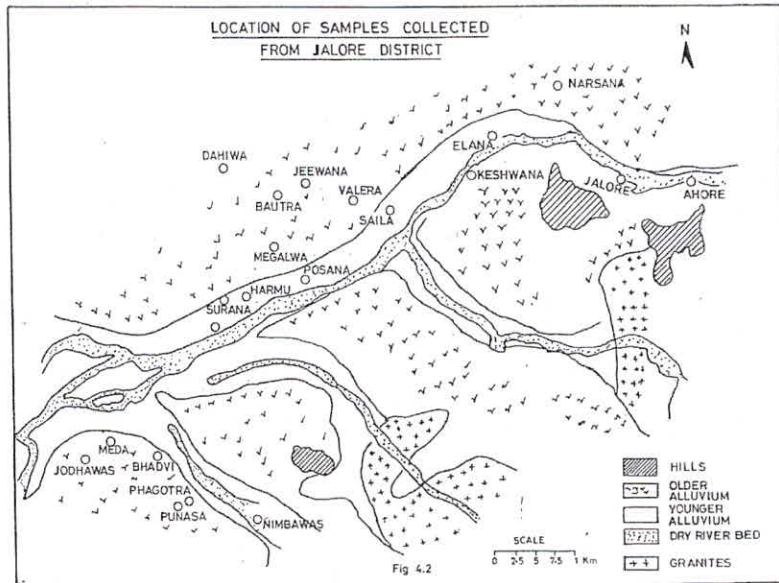 LOCATION OF SAMPLES COLLECTED
FROM JALORE DISTRICT
N
NARSANA
ELANA
DAHIWA
JEEWANA
KESHWANA
JALORE
AHORE
BAUTRA
VALERA
SAILA
MEGALWA
POSANA
HARMU
SURANA
MEDA
JODHAWAS
BHADVI
PHAGOTRA
PUNASA
NIMBAWAS
HILLS
OLDER
ALLUVIUM
YOUNGER
ALLUVIUM
DRY RIVER BED
GRANITES
SCALE
0 2·5 5 7·5 1 Km
Fig 4.2